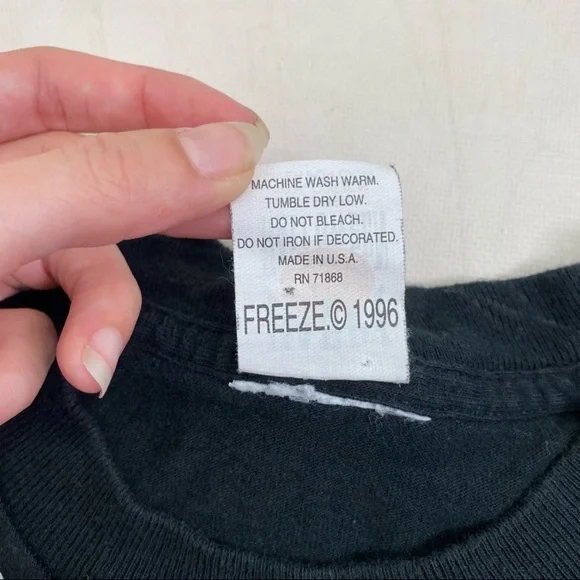 MACHINE WASH WARM.
TUMBLE DRY LOW.
DO NOT BLEACH.
DO NOT IRON IF DECORATED.
MADE IN U.S.A.
RN 71868
FREEZE.© 1996